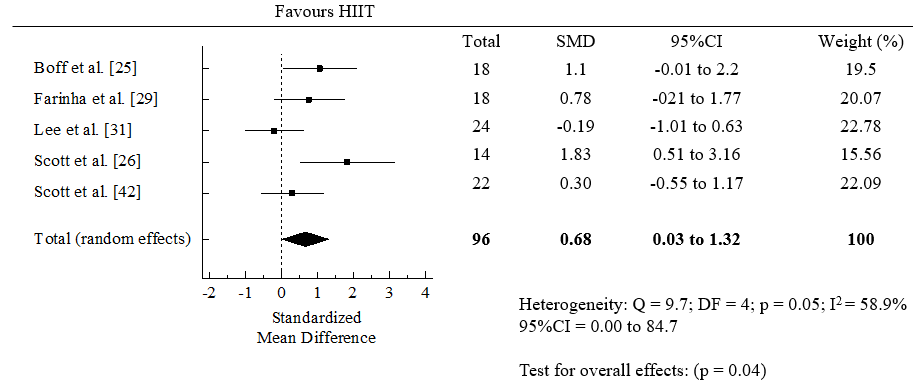 Favours HIIT
Total SMD 95%CI Weight (%)
Boff et al. [25] 18 1.1 -0.01 to 2.2 19.5
Farinha et al. [29] 18 0.78 -021 to 1.77 20.07
Lee et al. [31] 24 -0.19 -1.01 to 0.63 22.78
Scott et al. [26] 14 1.83 0.51 to 3.16 15.56
Scott et al. [42] 22 0.30 -0.55 to 1.17 22.09
Total (random effects) 96 0.68 0.03 to 1.32 100
-2 -1 0 1 2 3 4
Standardized
Mean Difference
Heterogeneity: Q = 9.7; DF = 4; p = 0.05; I² = 58.9%
95%CI = 0.00 to 84.7
Test for overall effects: (p = 0.04)